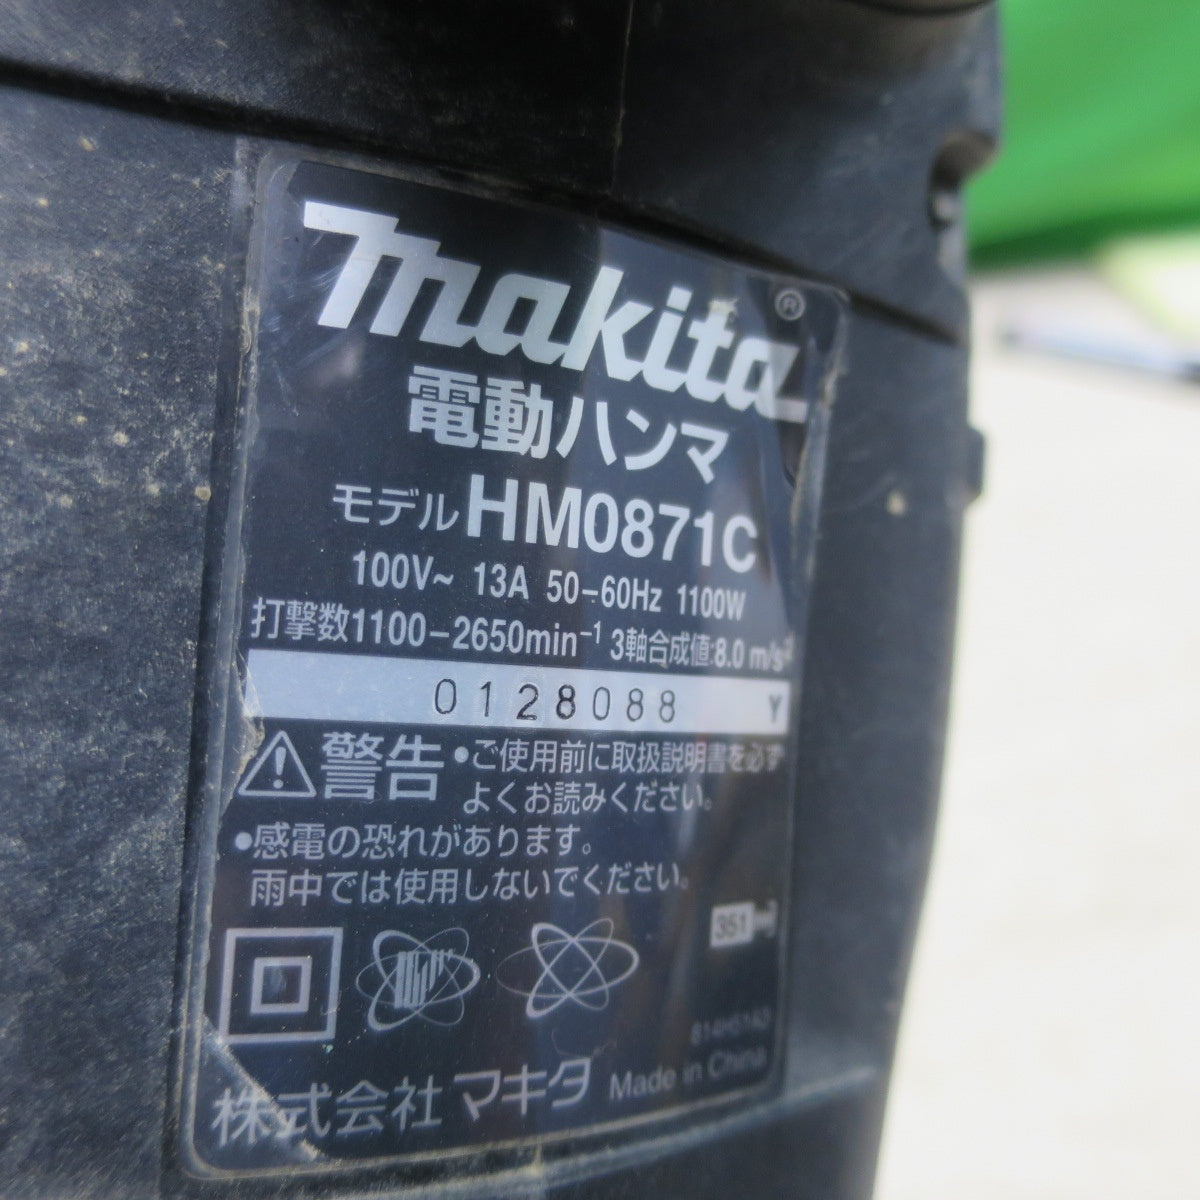 makita®
電動ハンマ
モデル HM0871C
100V~ 13A 50-60Hz 1100W
打撃数1100-2650min⁻¹ 3軸合成値:8.0 m/s²
0128088 Y
⚠警告 •ご使用前に取扱説明書を必ず
よくお読みください。
•感電の恐れがあります。
雨中では使用しないでください。
351
814H51A3
株式会社 マキタ Made in China